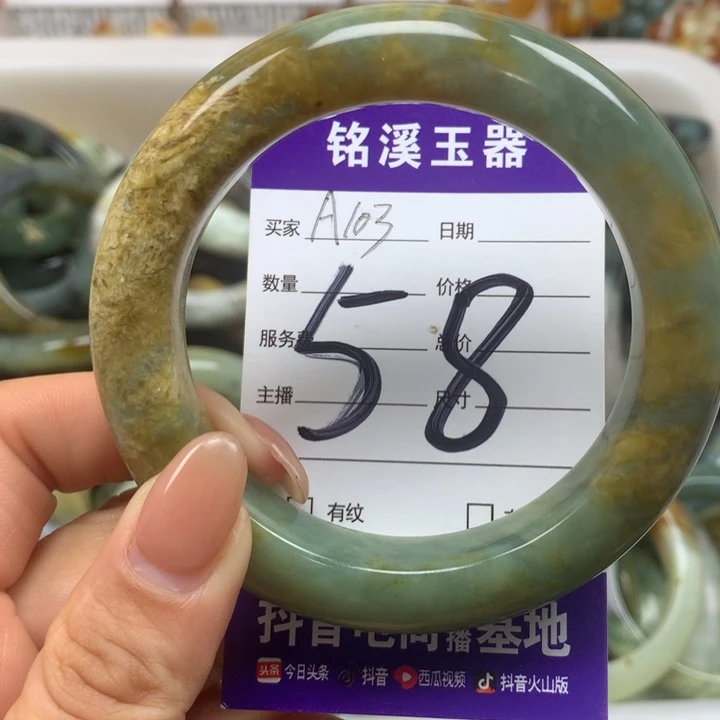 铭溪玉器
买家 A103 日期
数量 价格
服务费 总价
58
主播 尺寸
有纹
抖音电商直播基地
今日头条 抖音 西瓜视频 抖音火山版